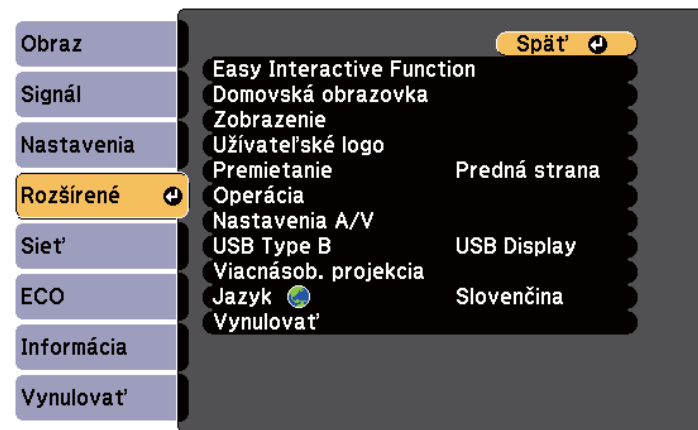 Obraz
Signál
Nastavenia
Rozšírené
Sieť
ECO
Informácia
Vynulovať
Späť
Easy Interactive Function
Domovská obrazovka
Zobrazenie
Užívateľské logo
Premietanie Predná strana
Operácia
Nastavenia A/V
USB Type B USB Display
Viacnásob. projekcia
Jazyk Slovenčina
Vynulovať